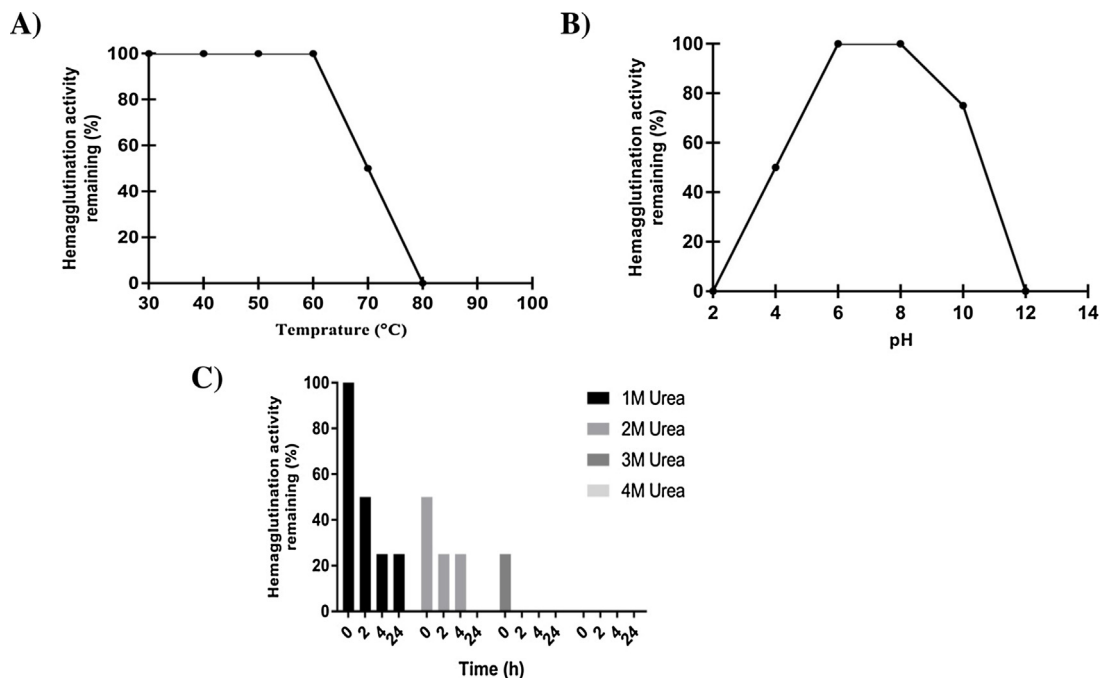 A)
Hemagglutination activity
remaining (%)
100
80
60
40
20
0
30 40 50 60 70 80 90 100
Temprature (°C)
B)
Hemagglutination activity
remaining (%)
100
80
60
40
20
0
2 4 6 8 10 12 14
pH
C)
Hemagglutination activity
remaining (%)
100
80
60
40
20
0
0 2 4 24 0 2 4 24 0 2 4 24 0 2 4 24
Time (h)
1M Urea
2M Urea
3M Urea
4M Urea